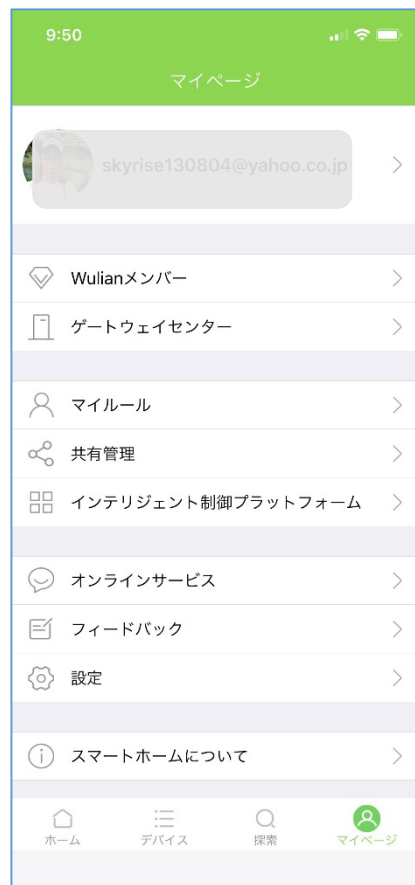 9:50
マイページ
skyrise130804@yahoo.co.jp
Wulianメンバー
ゲートウェイセンター
マイルール
共有管理
インテリジェント制御プラットフォーム
オンラインサービス
フィードバック
設定
スマートホームについて
ホーム デバイス 探索 マイページ